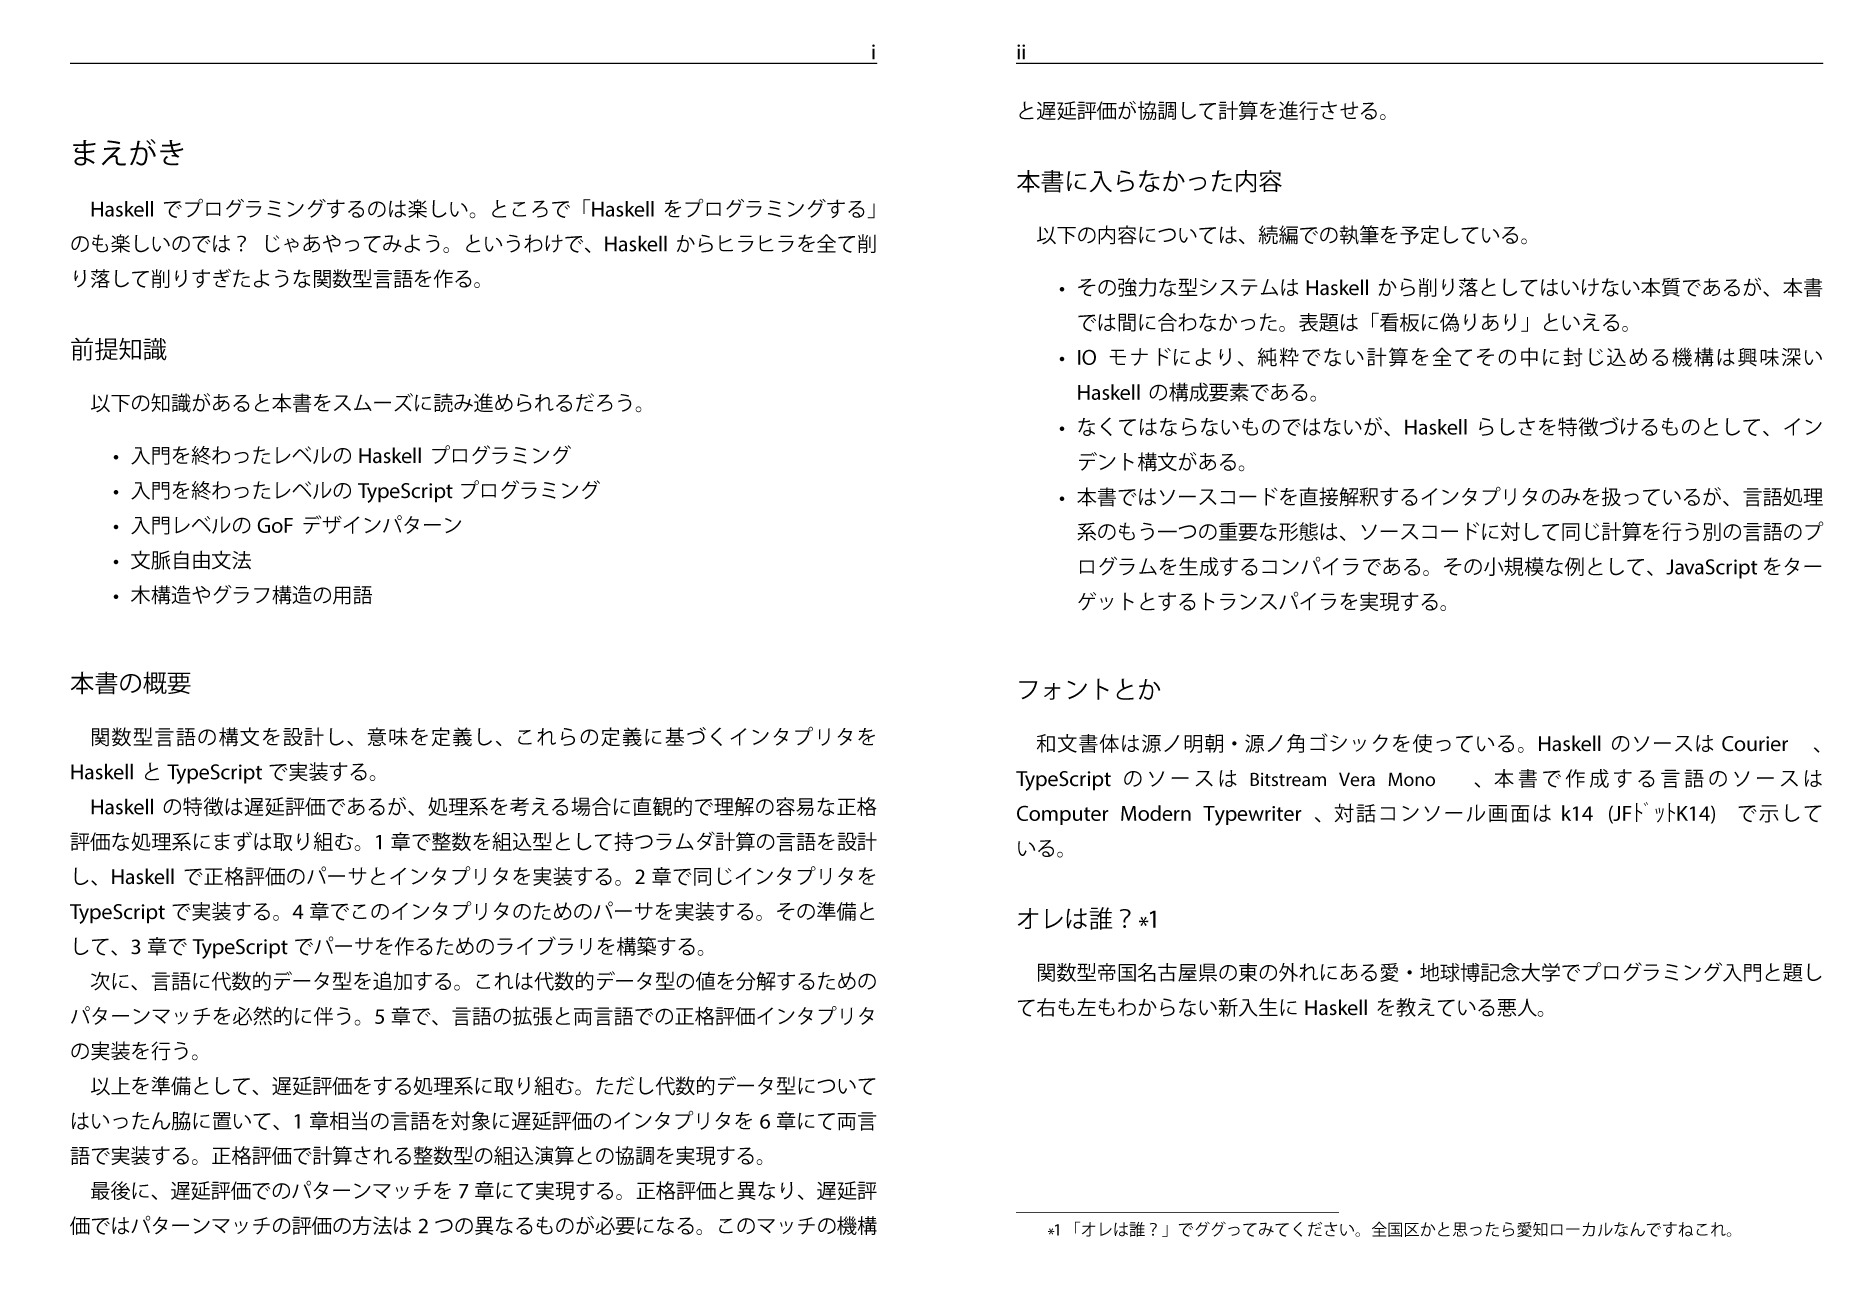 i
まえがき
Haskell でプログラミングするのは楽しい。ところで「Haskell をプログラミングする」
のも楽しいのでは？ じゃあやってみよう。というわけで、Haskell からヒラヒラを全て削
り落して削りすぎたような関数型言語を作る。
前提知識
以下の知識があると本書をスムーズに読み進められるだろう。
• 入門を終わったレベルの Haskell プログラミング
• 入門を終わったレベルの TypeScript プログラミング
• 入門レベルの GoF デザインパターン
• 文脈自由文法
• 木構造やグラフ構造の用語
本書の概要
関数型言語の構文を設計し、意味を定義し、これらの定義に基づくインタプリタを
Haskell と TypeScript で実装する。
Haskell の特徴は遅延評価であるが、処理系を考える場合に直観的で理解の容易な正格
評価な処理系にまずは取り組む。1 章で整数を組込型として持つラムダ計算の言語を設計
し、Haskell で正格評価のパーサとインタプリタを実装する。2 章で同じインタプリタを
TypeScript で実装する。4 章でこのインタプリタのためのパーサを実装する。その準備と
して、3 章で TypeScript でパーサを作るためのライブラリを構築する。
次に、言語に代数的データ型を追加する。これは代数的データ型の値を分解するための
パターンマッチを必然的に伴う。5 章で、言語の拡張と両言語での正格評価インタプリタ
の実装を行う。
以上を準備として、遅延評価をする処理系に取り組む。ただし代数的データ型について
はいったん脇に置いて、1 章相当の言語を対象に遅延評価のインタプリタを 6 章にて両言
語で実装する。正格評価で計算される整数型の組込演算との協調を実現する。
最後に、遅延評価でのパターンマッチを 7 章にて実現する。正格評価と異なり、遅延評
価ではパターンマッチの評価の方法は 2 つの異なるものが必要になる。このマッチの機構
ii
と遅延評価が協調して計算を進行させる。
本書に入らなかった内容
以下の内容については、続編での執筆を予定している。
• その強力な型システムは Haskell から削り落としてはいけない本質であるが、本書
では間に合わなかった。表題は「看板に偽りあり」といえる。
• IO モナドにより、純粋でない計算を全てその中に封じ込める機構は興味深い
Haskell の構成要素である。
• なくてはならないものではないが、Haskell らしさを特徴づけるものとして、イン
デント構文がある。
• 本書ではソースコードを直接解釈するインタプリタのみを扱っているが、言語処理
系のもう一つの重要な形態は、ソースコードに対して同じ計算を行う別の言語のプ
ログラムを生成するコンパイラである。その小規模な例として、JavaScript をター
ゲットとするトランスパイラを実現する。
フォントとか
和文書体は源ノ明朝・源ノ角ゴシックを使っている。Haskell のソースは Courier 、
TypeScript のソースは Bitstream Vera Mono 、本書で作成する言語のソースは
Computer Modern Typewriter 、対話コンソール画面は k14 (JFﾄﾞｯﾄK14) で示して
いる。
オレは誰？*1
関数型帝国名古屋県の東の外れにある愛・地球博記念大学でプログラミング入門と題し
て右も左もわからない新入生に Haskell を教えている悪人。
*1 「オレは誰？」でググってみてください。全国区かと思ったら愛知ローカルなんですねこれ。